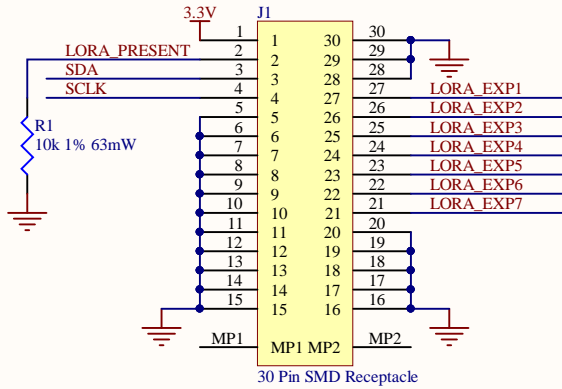 3.3V J1
1 1 30 30
LORA_PRESENT 2 2 29 29
SDA 3 3 28 28
SCLK 4 4 27 27 LORA_EXP1
5 5 26 26 LORA_EXP2
6 6 25 25 LORA_EXP3
R1 7 7 24 24 LORA_EXP4
10k 1% 63mW 8 8 23 23 LORA_EXP5
9 9 22 22 LORA_EXP6
10 10 21 21 LORA_EXP7
11 11 20 20
12 12 19 19
13 13 18 18
14 14 17 17
15 15 16 16
MP1 MP1 MP2 MP2
30 Pin SMD Receptacle